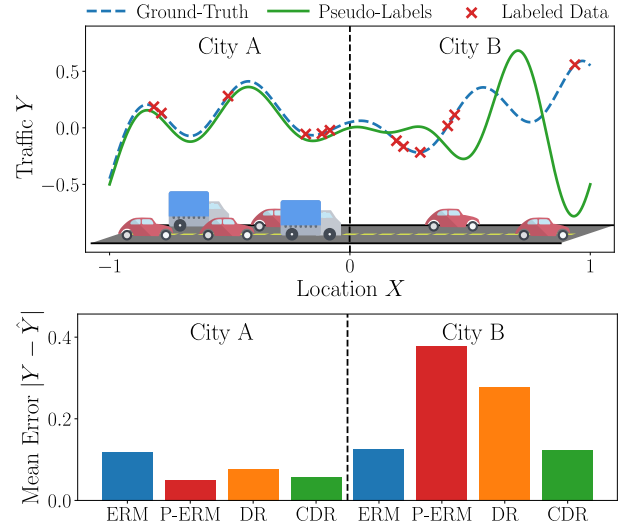 Ground-Truth Pseudo-Labels Labeled Data
City A City B
Traffic Y
0.5
0.0
−0.5
−1 0 1
Location X
City A City B
Mean Error |Y − Ŷ|
0.4
0.2
0.0
ERM P-ERM DR CDR ERM P-ERM DR CDR